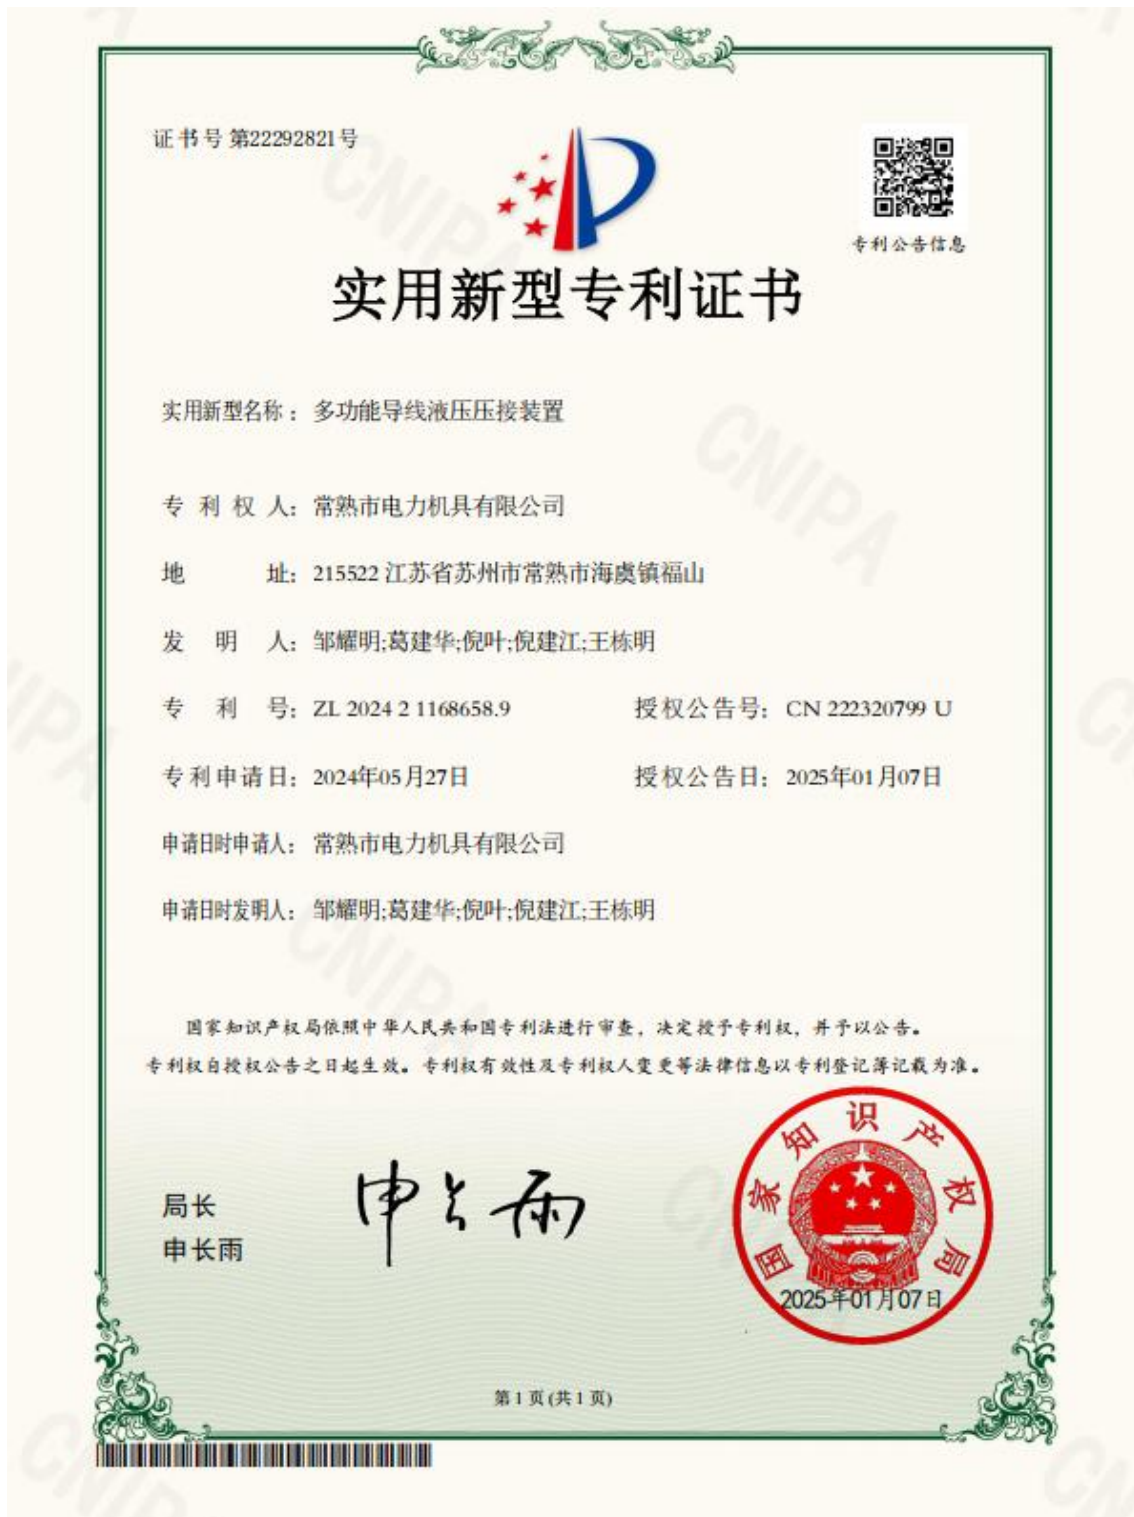 证书号第22292821号
专利公告信息
实用新型专利证书
实用新型名称：多功能导线液压压接装置
专利权人：常熟市电力机具有限公司
地址：215522 江苏省苏州市常熟市海虞镇福山
发明人：邹耀明;葛建华;倪叶;倪建江;王栋明
专利号：ZL 2024 2 1168658.9 授权公告号：CN 222320799 U
专利申请日：2024年05月27日 授权公告日：2025年01月07日
申请日时申请人：常熟市电力机具有限公司
申请日时发明人：邹耀明;葛建华;倪叶;倪建江;王栋明
国家知识产权局依照中华人民共和国专利法进行审查，决定授予专利权，并予以公告。
专利权自授权公告之日起生效。专利权有效性及专利权人变更等法律信息以专利登记簿记载为准。
局长
申长雨
申长雨
国家知识产权局
2025年01月07日
第1页(共1页)
CNIPA
CNIPA
CNIPA
CNIPA